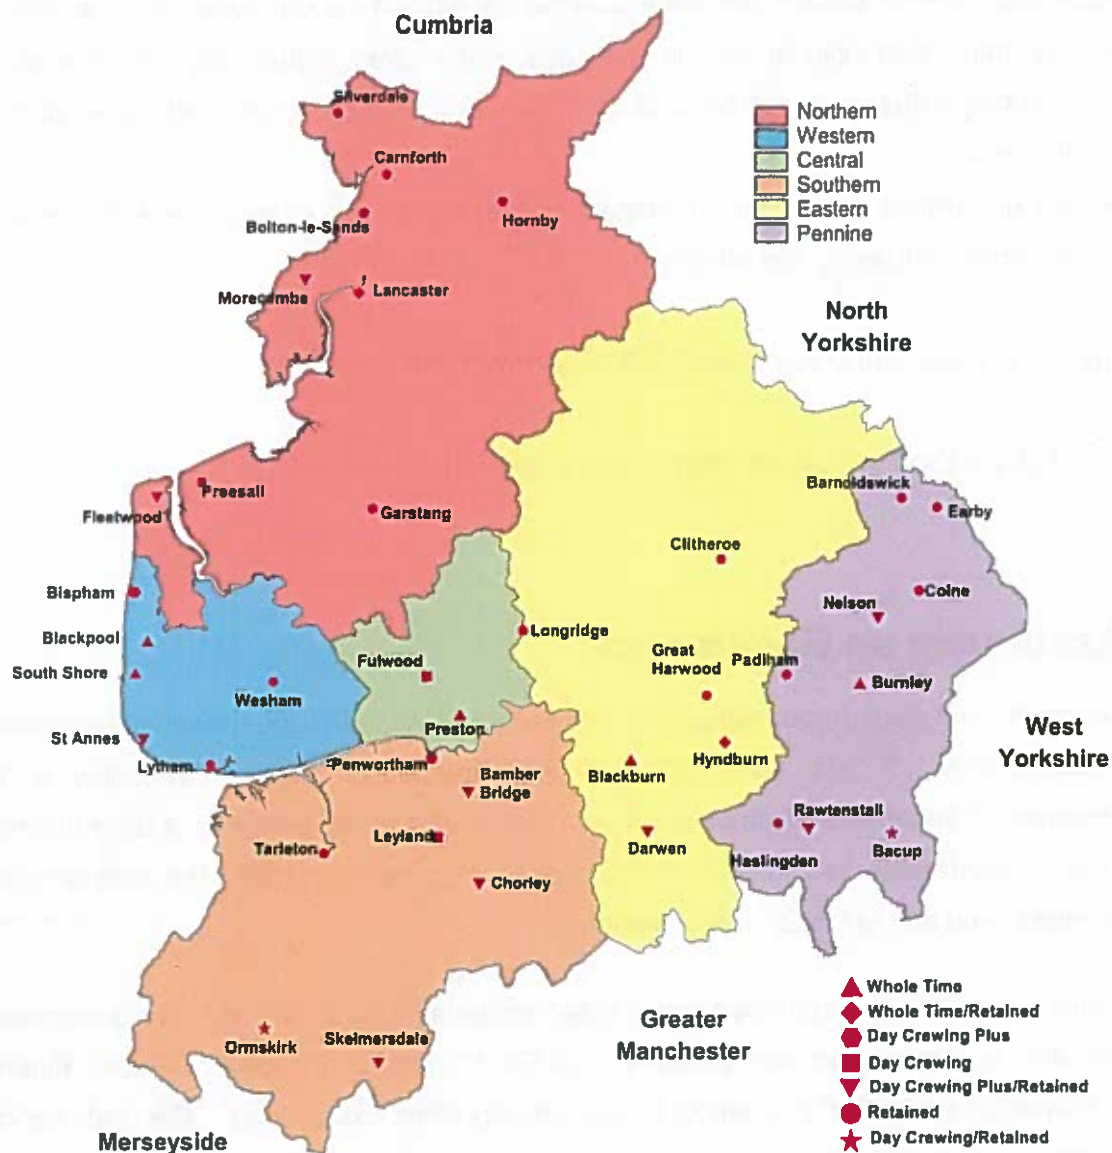 Cumbria
Silverdale
Carnforth
Hornby
Bolton-le-Sands
Morecambe
Lancaster
Northern
Western
Central
Southern
Eastern
Pennine
North
Yorkshire
Preesall
Fleetwood
Garstang
Barnoldswick
Earby
Clitheroe
Bispham
Colne
Nelson
Blackpool
Longridge
South Shore
Fulwood
Great
Harwood
Padiham
Burnley
Wesham
St Annes
Preston
West
Yorkshire
Lytham
Penwortham
Bamber
Bridge
Blackburn
Hyndburn
Leyland
Rawtenstall
Tarleton
Darwen
Haslingden
Bacup
Chorley
Ormskirk
Skelmersdale
Greater
Manchester
Merseyside
Whole Time
Whole Time/Retained
Day Crewing Plus
Day Crewing
Day Crewing Plus/Retained
Retained
Day Crewing/Retained